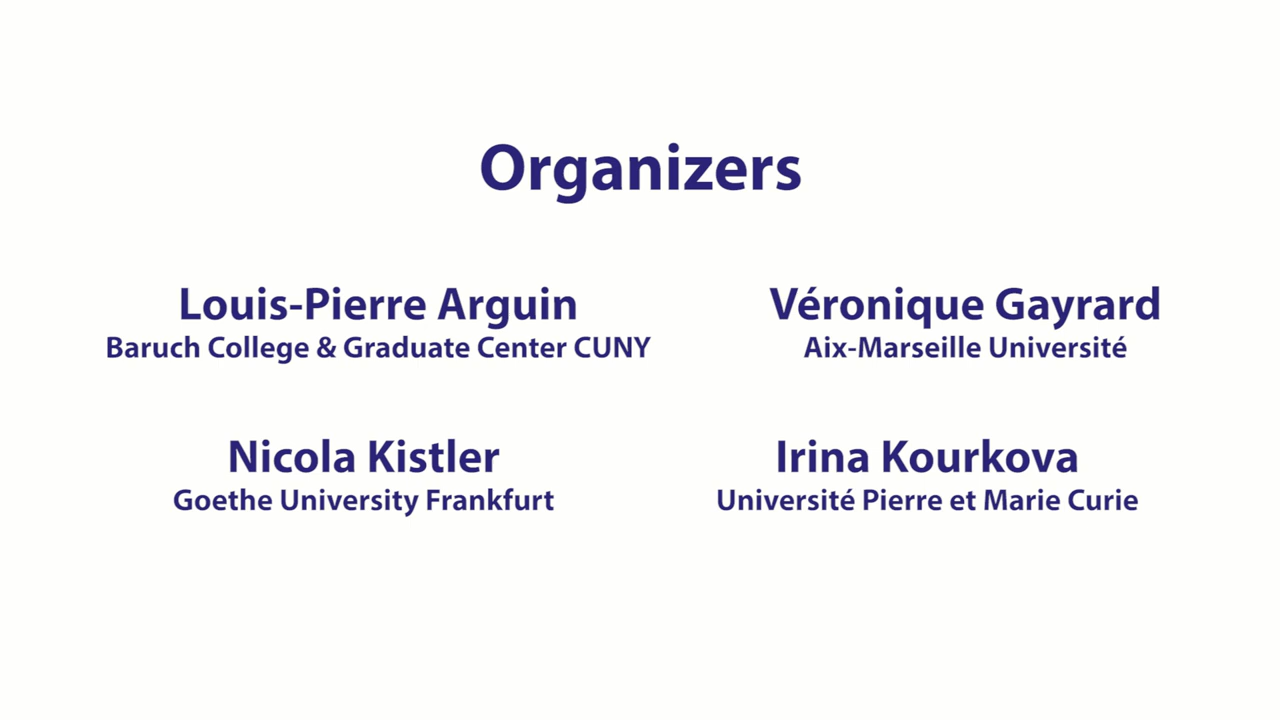 Organizers
Louis-Pierre Arguin
Baruch College & Graduate Center CUNY
Véronique Gayrard
Aix-Marseille Université
Nicola Kistler
Goethe University Frankfurt
Irina Kourkova
Université Pierre et Marie Curie